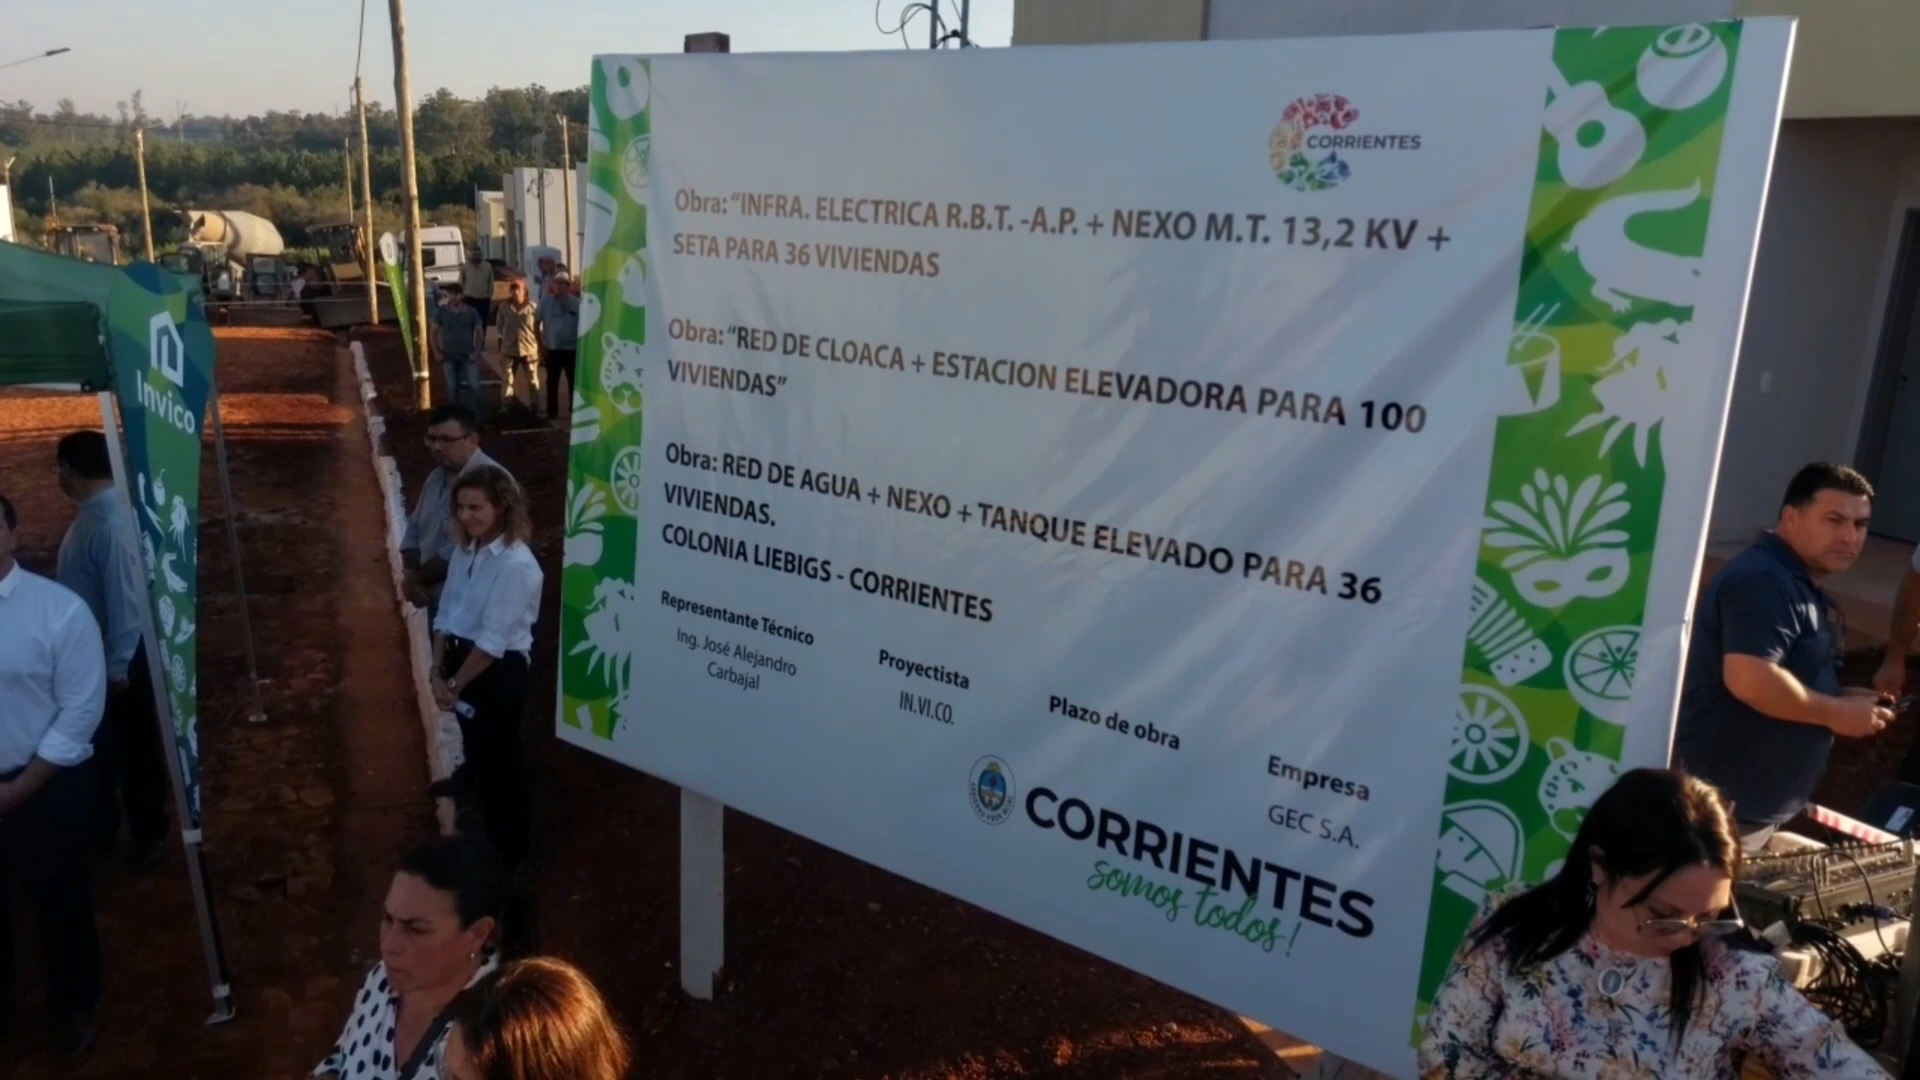 CORRIENTES
Obra: “INFRA. ELECTRICA R.B.T. -A.P. + NEXO M.T. 13,2 KV +
SETA PARA 36 VIVIENDAS
Obra: “RED DE CLOACA + ESTACION ELEVADORA PARA 100
VIVIENDAS”
Obra: RED DE AGUA + NEXO + TANQUE ELEVADO PARA 36
VIVIENDAS.
COLONIA LIEBIGS - CORRIENTES
Representante Técnico
Ing. José Alejandro
Carbajal
Proyectista
IN.VI.CO.
Plazo de obra
Empresa
GEC S.A.
CORRIENTES
somos todos!
Invico